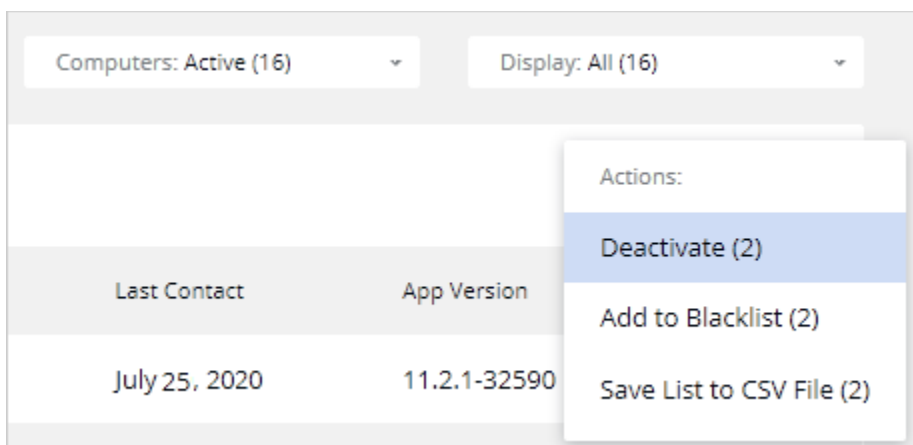 Computers: Active (16) Display: All (16)
Actions:
Deactivate (2)
Last Contact App Version
Add to Blacklist (2)
July 25, 2020 11.2.1-32590
Save List to CSV File (2)